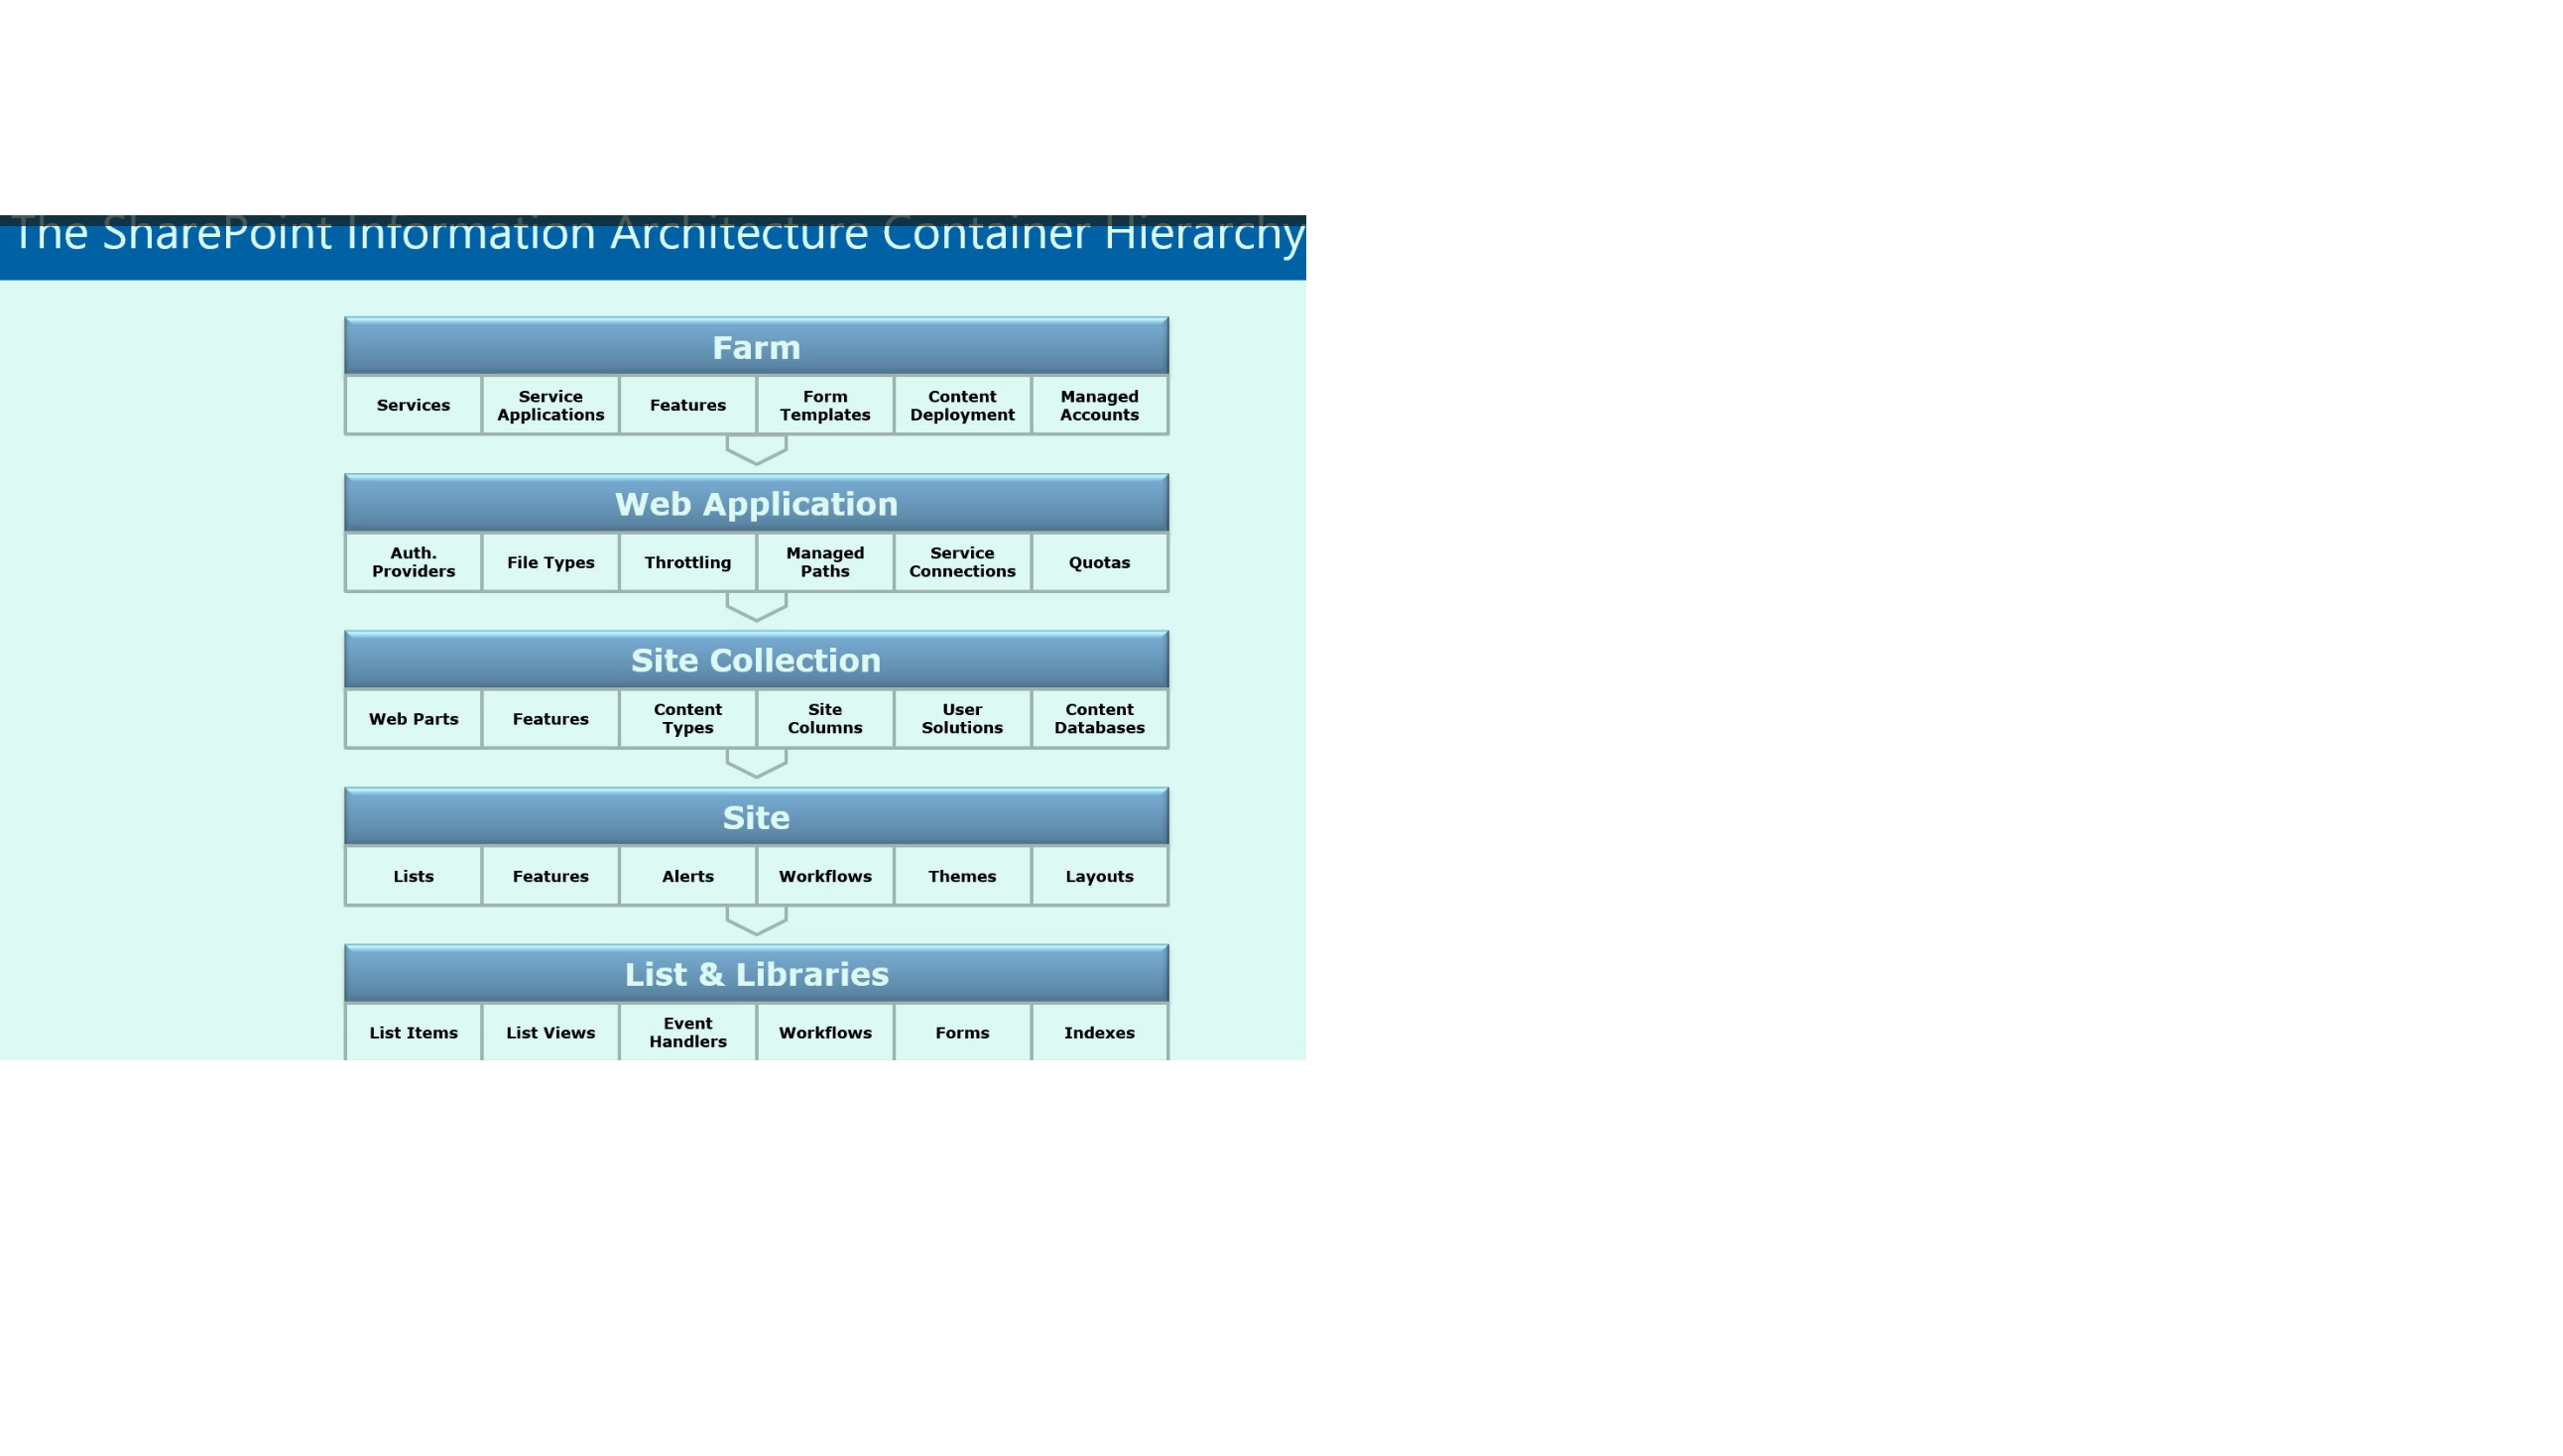 The SharePoint Information Architecture Container Hierarchy
Farm
Services
Service
Applications
Features
Form
Templates
Content
Deployment
Managed
Accounts
Web Application
Auth.
Providers
File Types
Throttling
Managed
Paths
Service
Connections
Quotas
Site Collection
Web Parts
Features
Content
Types
Site
Columns
User
Solutions
Content
Databases
Site
Lists
Features
Alerts
Workflows
Themes
Layouts
List & Libraries
List Items
List Views
Event
Handlers
Workflows
Forms
Indexes